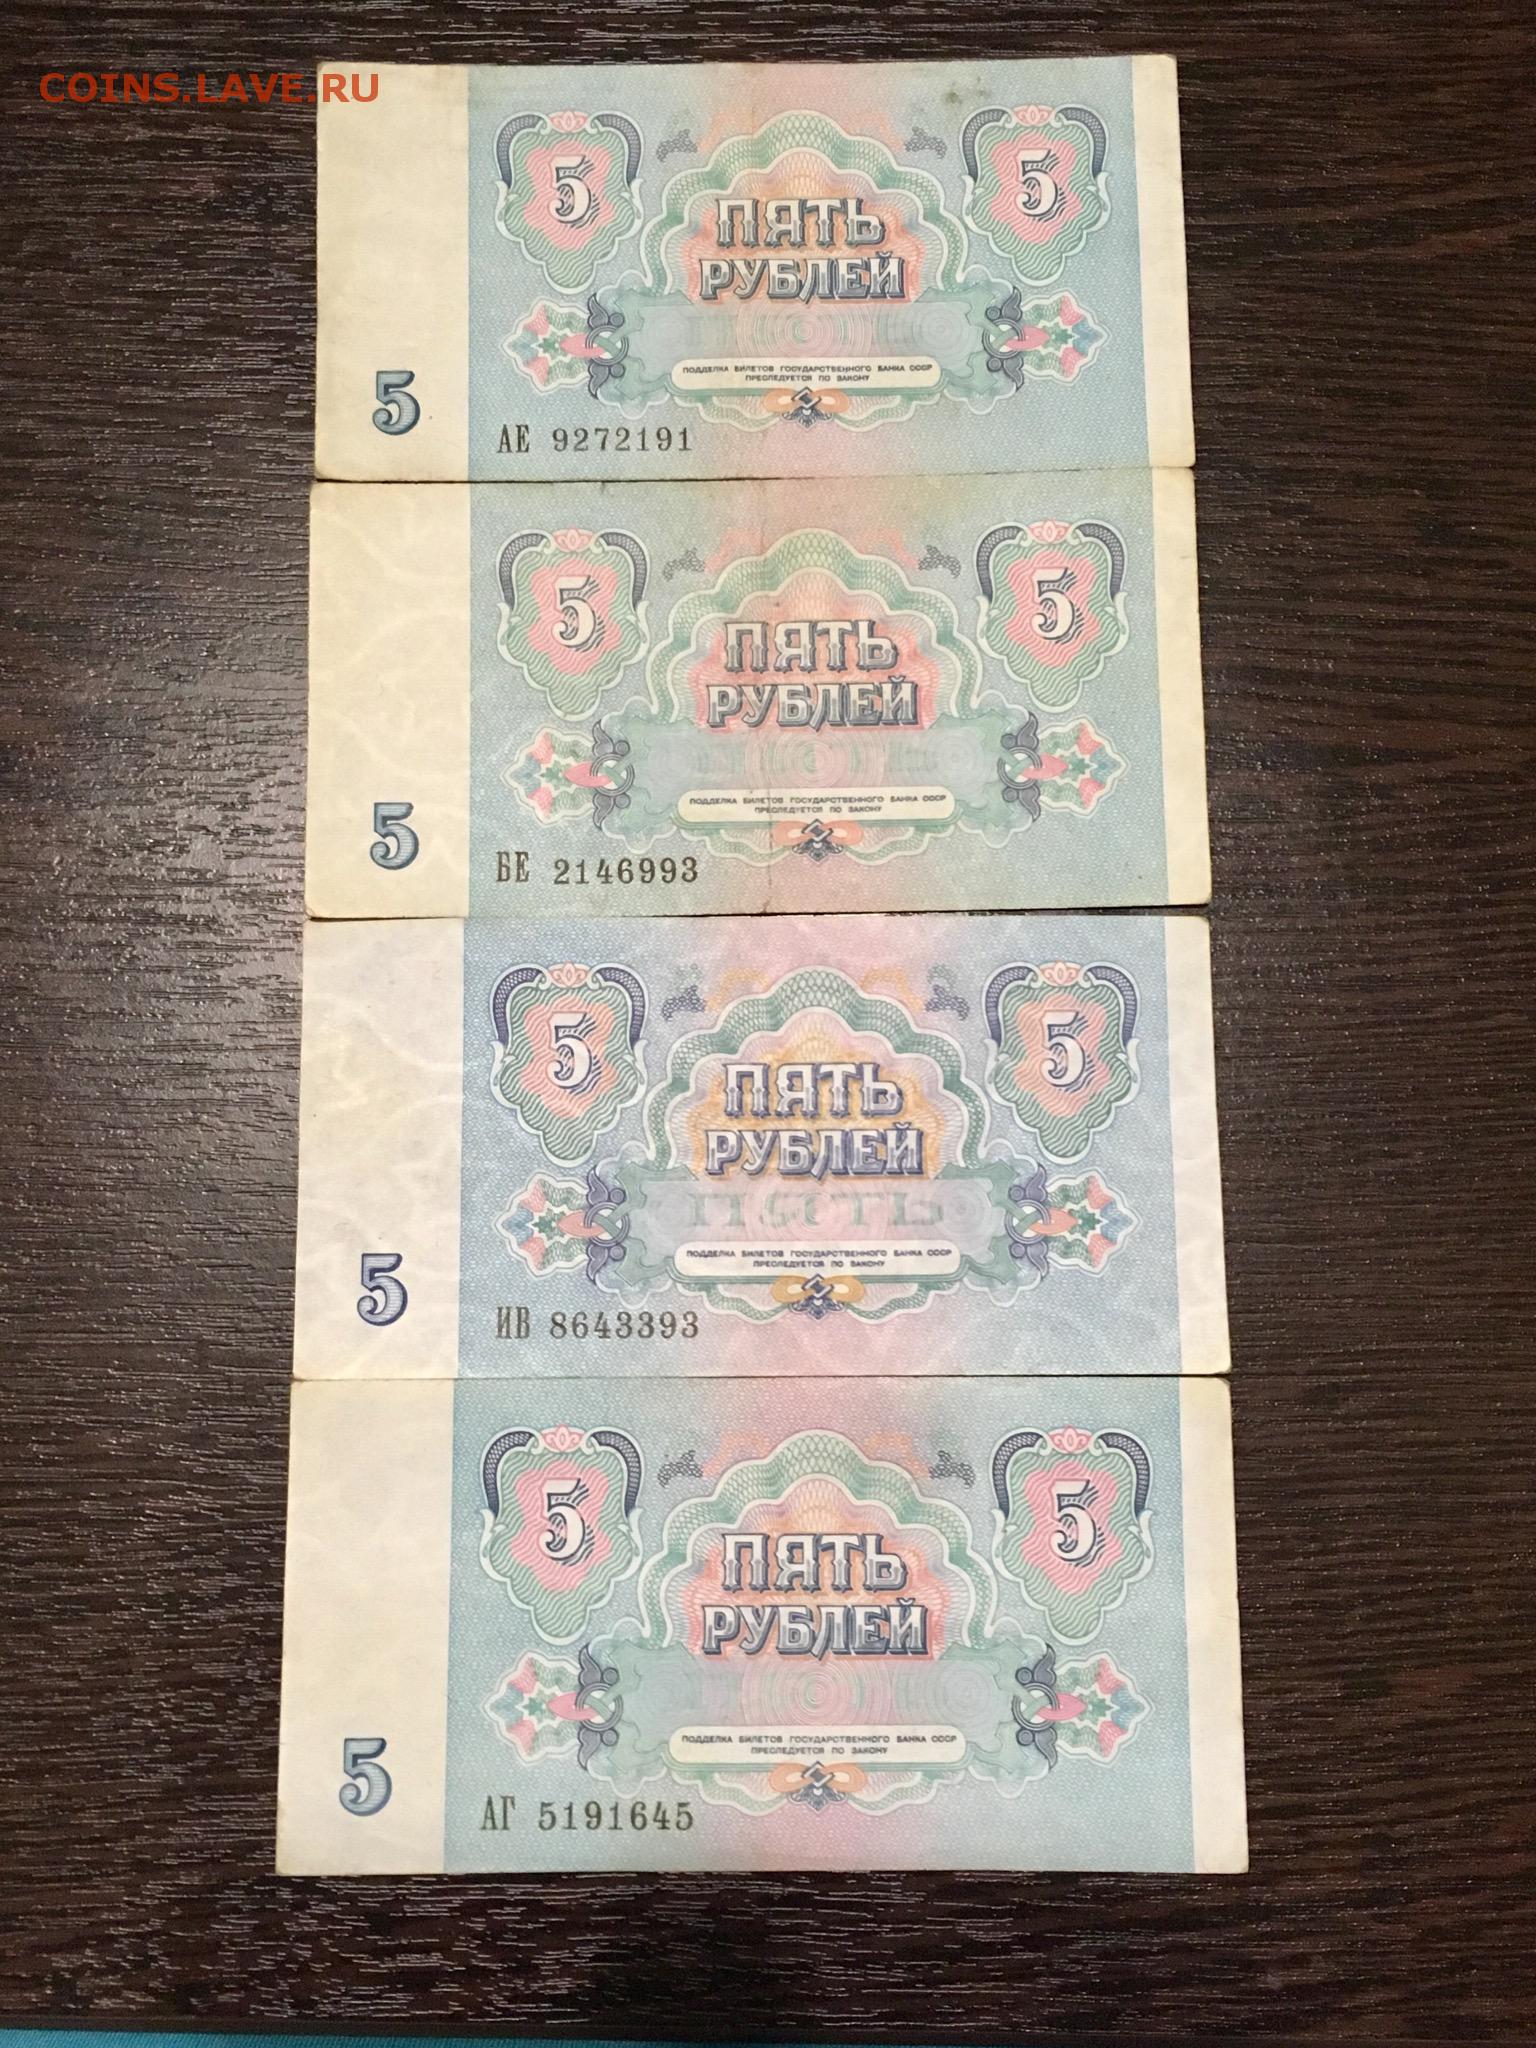 COINS.LAVE.RU
5 5
ПЯТЬ
РУБЛЕЙ
ПОДДЕЛКА БИЛЕТОВ ГОСУДАРСТВЕННОГО БАНКА СССР
ПРЕСЛЕДУЕТСЯ ПО ЗАКОНУ
5
АЕ 9272191
5 5
ПЯТЬ
РУБЛЕЙ
ПОДДЕЛКА БИЛЕТОВ ГОСУДАРСТВЕННОГО БАНКА СССР
ПРЕСЛЕДУЕТСЯ ПО ЗАКОНУ
5
БЕ 2146993
5 5
ПЯТЬ
РУБЛЕЙ
ПОДДЕЛКА БИЛЕТОВ ГОСУДАРСТВЕННОГО БАНКА СССР
ПРЕСЛЕДУЕТСЯ ПО ЗАКОНУ
5
ИВ 8643393
5 5
ПЯТЬ
РУБЛЕЙ
ПОДДЕЛКА БИЛЕТОВ ГОСУДАРСТВЕННОГО БАНКА СССР
ПРЕСЛЕДУЕТСЯ ПО ЗАКОНУ
5
АГ 5191645